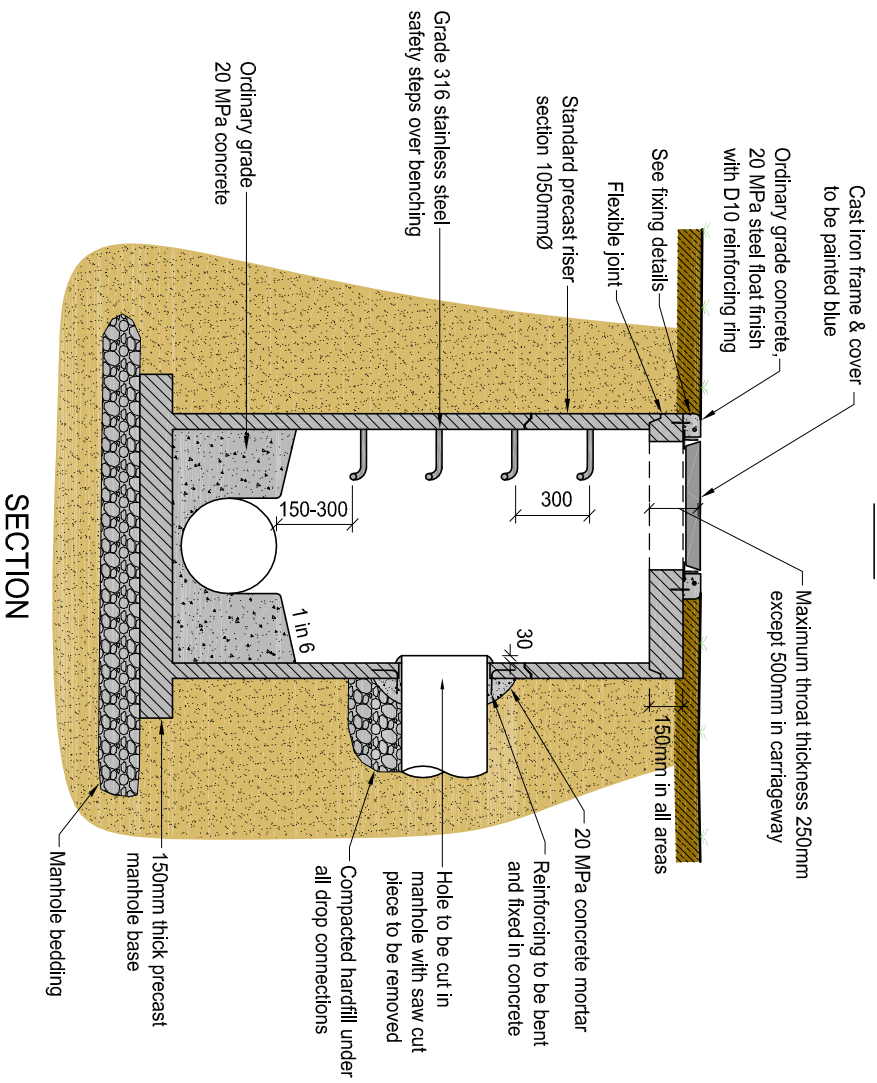 Cast iron frame & cover
to be painted blue
Ordinary grade concrete,
20 MPa steel float finish
with D10 reinforcing ring
See fixing details
Flexible joint
Standard precast riser
section 1050mmØ
Grade 316 stainless steel
safety steps over benching
Ordinary grade
20 MPa concrete
Maximum throat thickness 250mm
except 500mm in carriageway
150mm in all areas
300
150-300
30
1 in 6
20 MPa concrete mortar
Reinforcing to be bent
and fixed in concrete
Hole to be cut in
manhole with saw cut
piece to be removed
Compacted hardfill under
all drop connections
150mm thick precast
manhole base
Manhole bedding
SECTION